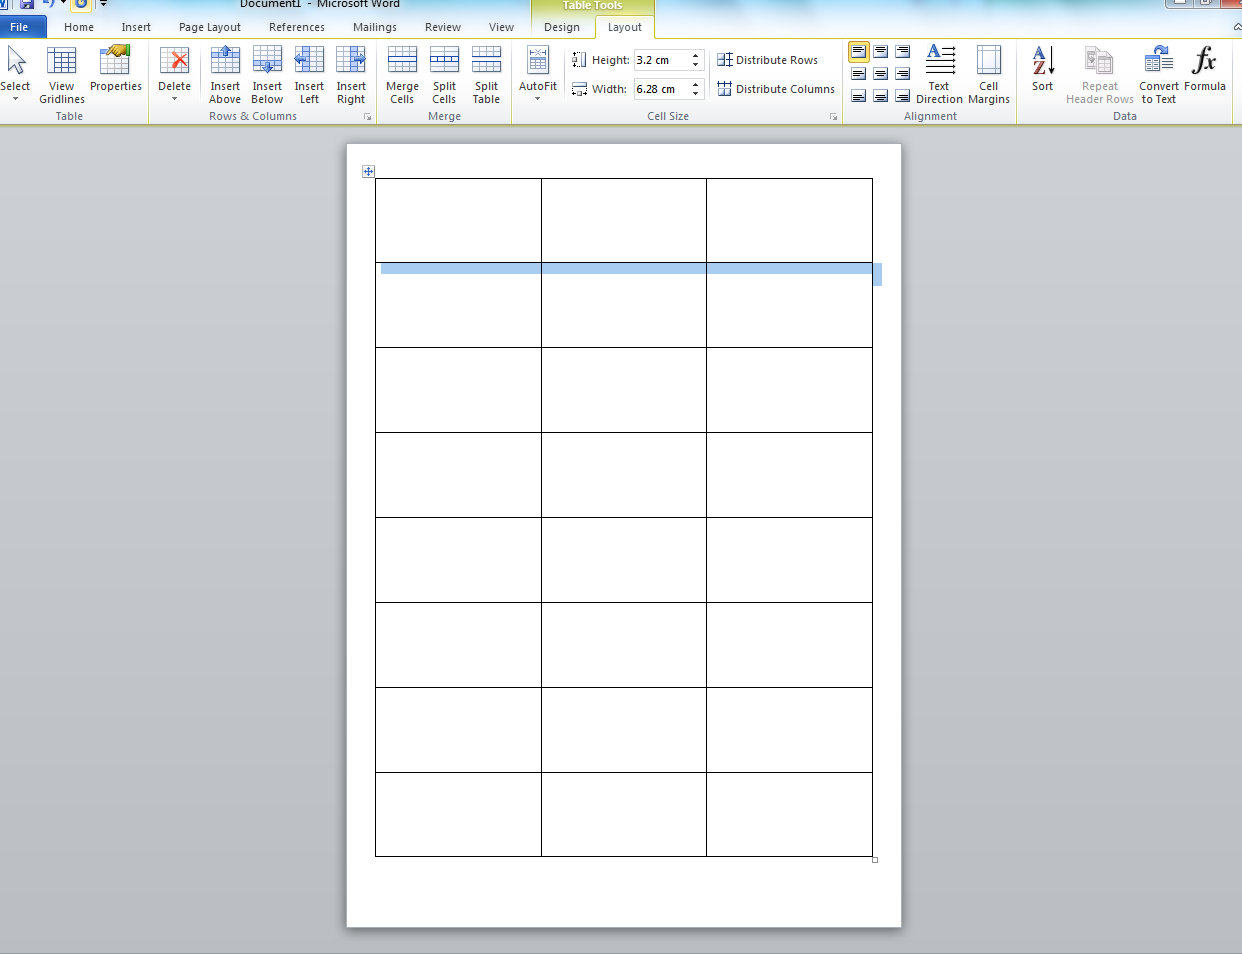 Document1 - Microsoft Word
Table Tools
File Home Insert Page Layout References Mailings Review View Design Layout
Select
View Gridlines
Properties
Table
Delete
Insert Above
Insert Below
Insert Left
Insert Right
Rows & Columns
Merge Cells
Split Cells
Split Table
Merge
AutoFit
Height: 3.2 cm
Width: 6.28 cm
Distribute Rows
Distribute Columns
Cell Size
Text Direction
Cell Margins
Alignment
Sort
Repeat Header Rows
Convert to Text
Formula
Data